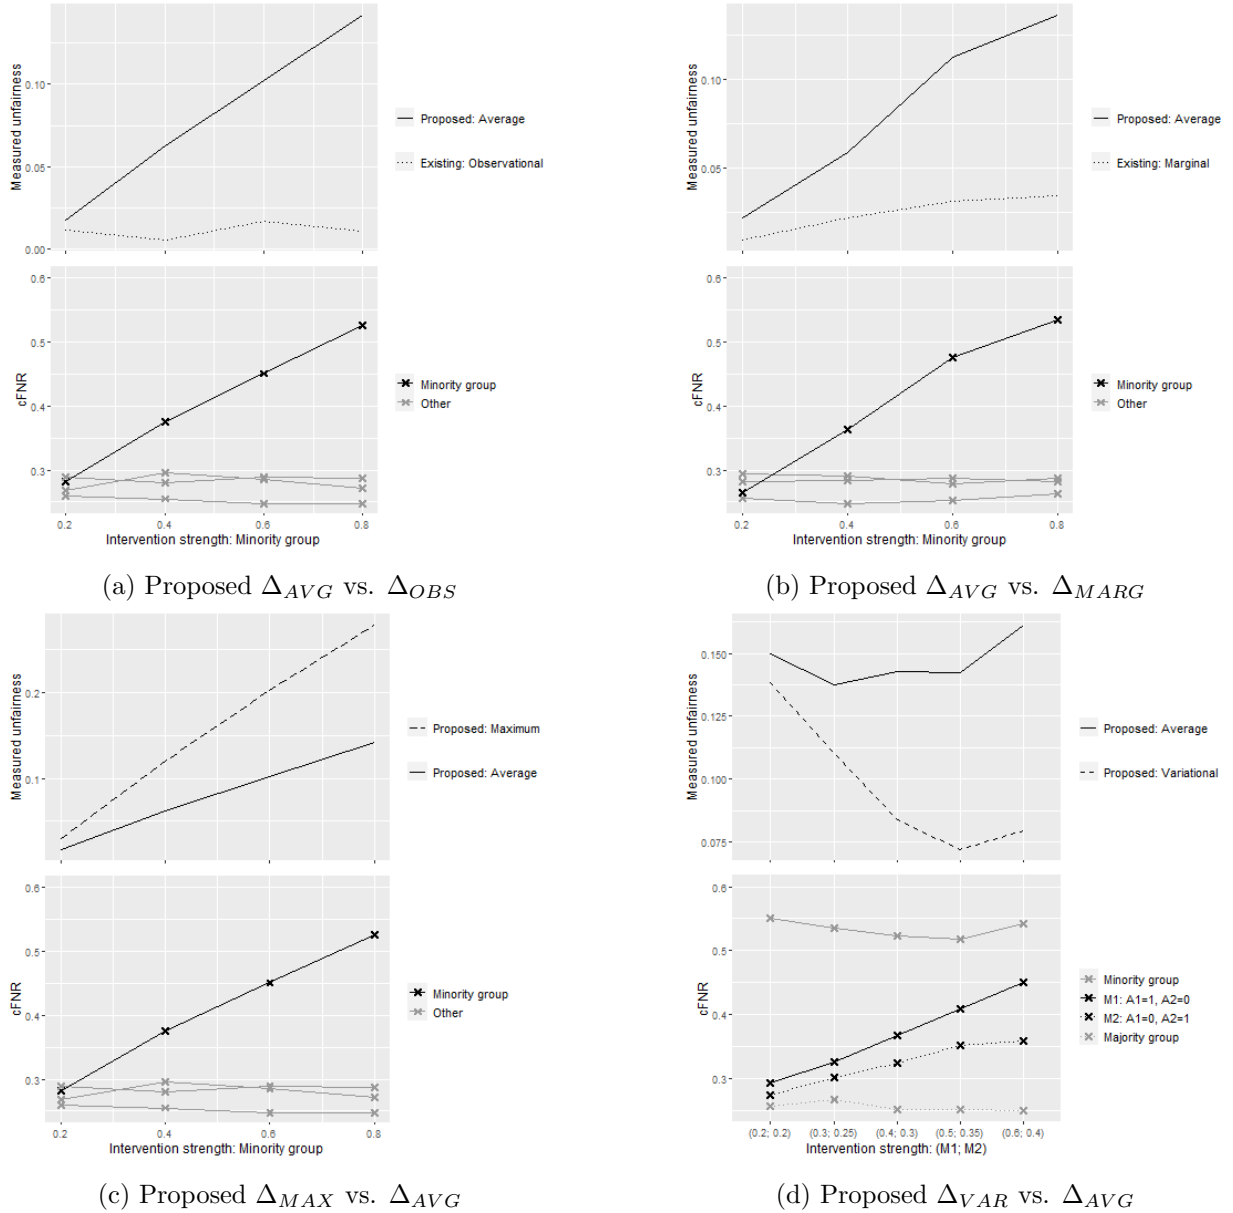 Measured unfairness
0.10
0.05
0.00
Proposed: Average
Existing: Observational
cFNR
0.6
0.5
0.4
0.3
Minority group
Other
0.2 0.4 0.6 0.8
Intervention strength: Minority group
(a) Proposed Δ_AVG vs. Δ_OBS
Measured unfairness
0.10
0.05
Proposed: Average
Existing: Marginal
cFNR
0.6
0.5
0.4
0.3
Minority group
Other
0.2 0.4 0.6 0.8
Intervention strength: Minority group
(b) Proposed Δ_AVG vs. Δ_MARG
Measured unfairness
0.2
0.1
Proposed: Maximum
Proposed: Average
cFNR
0.6
0.5
0.4
0.3
Minority group
Other
0.2 0.4 0.6 0.8
Intervention strength: Minority group
(c) Proposed Δ_MAX vs. Δ_AVG
Measured unfairness
0.150
0.125
0.100
0.075
Proposed: Average
Proposed: Variational
cFNR
0.6
0.5
0.4
0.3
Minority group
M1: A1=1, A2=0
M2: A1=0, A2=1
Majority group
(0.2; 0.2) (0.3; 0.25) (0.4; 0.3) (0.5; 0.35) (0.6; 0.4)
Intervention strength: (M1; M2)
(d) Proposed Δ_VAR vs. Δ_AVG